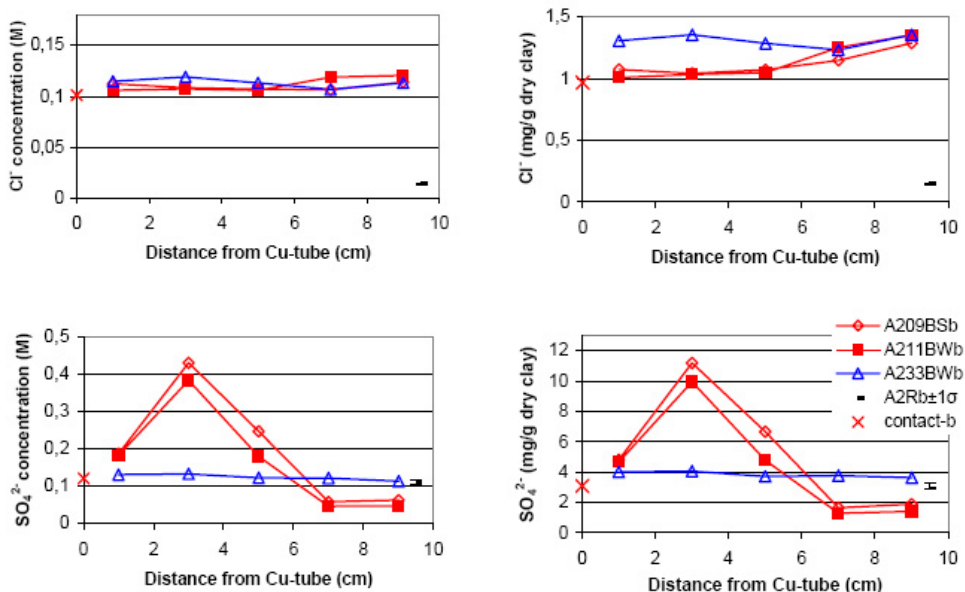 Cl⁻ concentration (M)
0,15
0,1
0,05
0
0 2 4 6 8 10
Distance from Cu-tube (cm)
Cl⁻ (mg/g dry clay)
1,5
1
0,5
0
0 2 4 6 8 10
Distance from Cu-tube (cm)
SO₄²⁻ concentration (M)
0,5
0,4
0,3
0,2
0,1
0
0 2 4 6 8 10
Distance from Cu-tube (cm)
SO₄²⁻ (mg/g dry clay)
12
10
8
6
4
2
0
0 2 4 6 8 10
Distance from Cu-tube (cm)
A209BSb
A211BWb
A233BWb
A2Rb±1σ
contact-b